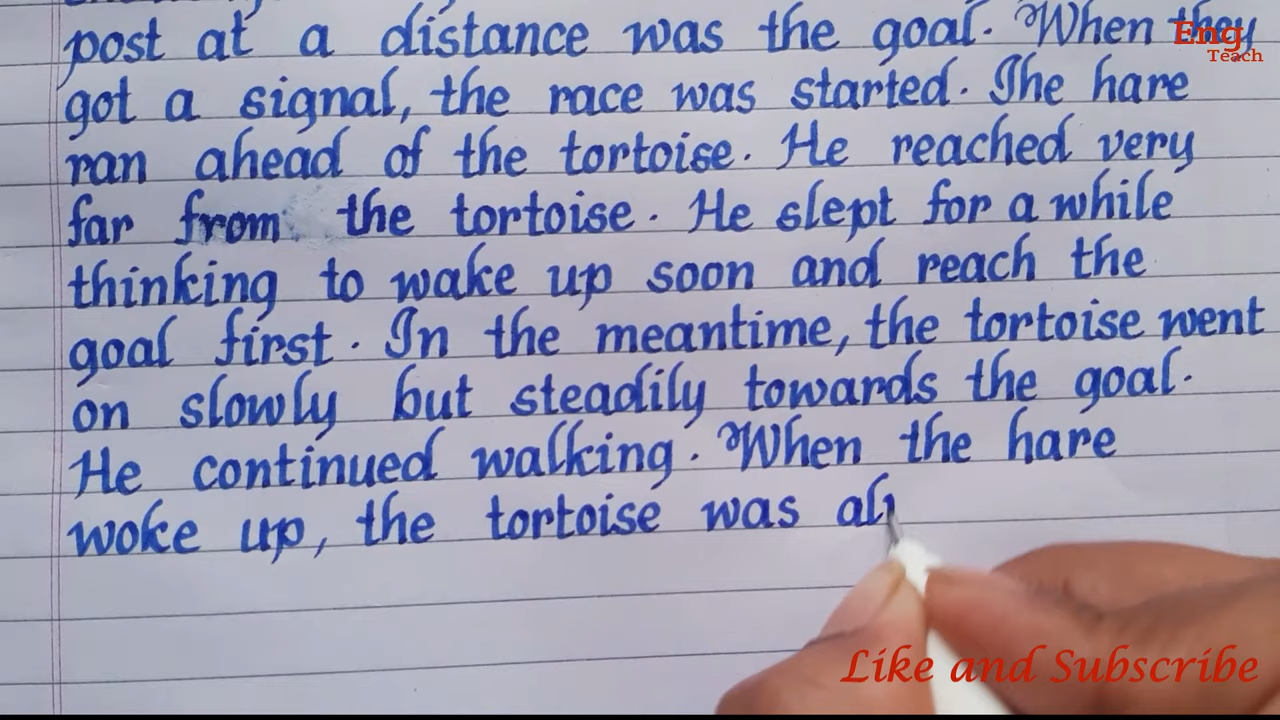 post at a distance was the goal. When they
got a signal, the race was started. The hare
ran ahead of the tortoise. He reached very
far from the tortoise. He slept for a while
thinking to wake up soon and reach the
goal first. In the meantime, the tortoise went
on slowly but steadily towards the goal.
He continued walking. When the hare
woke up, the tortoise was
Eng
Teach
Like and Subscribe